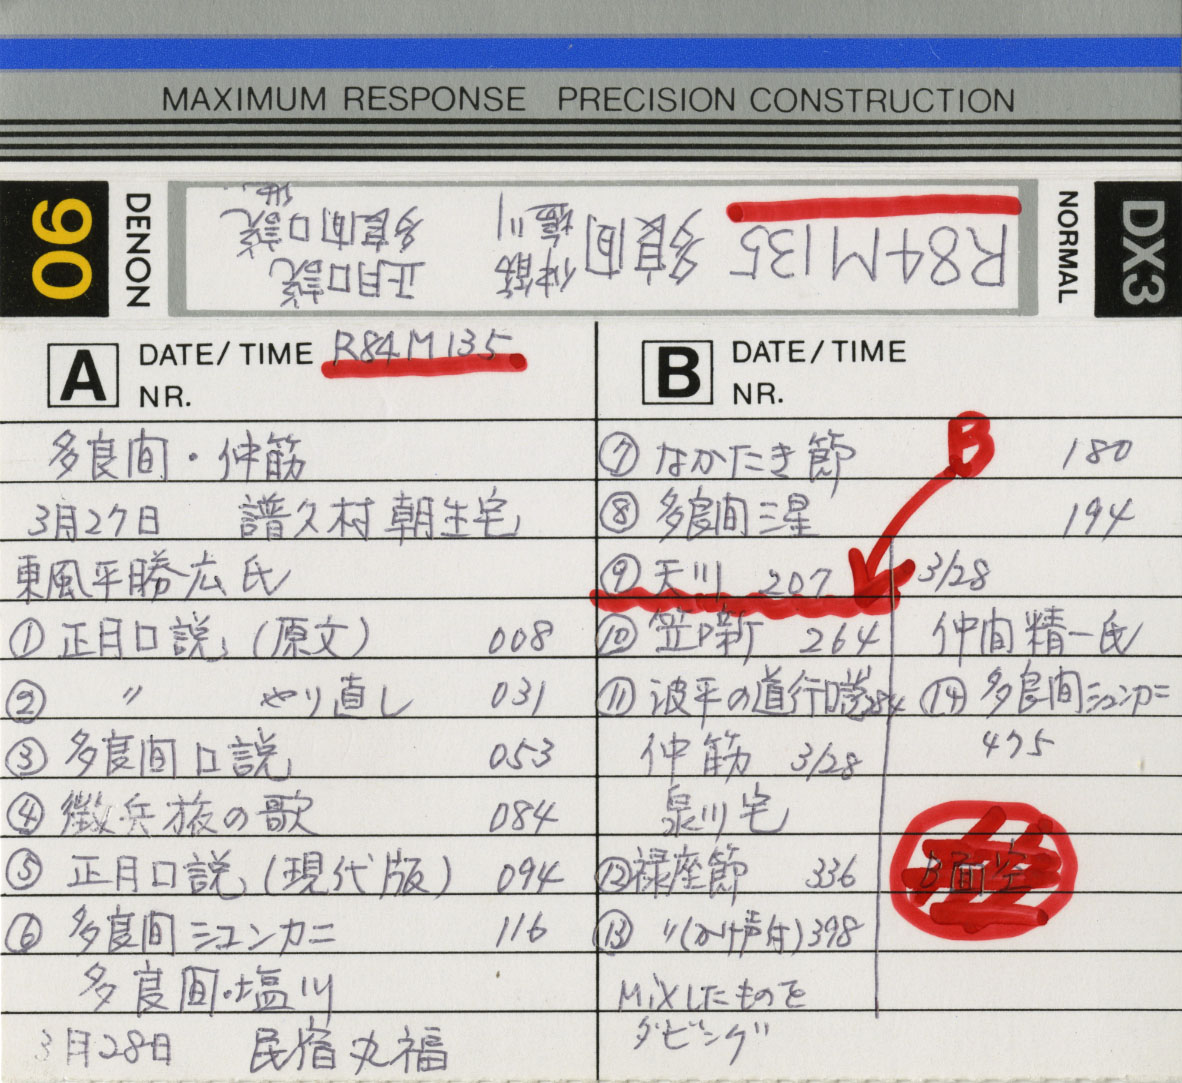 MAXIMUM RESPONSE PRECISION CONSTRUCTION
90
DENON
R84M135 多良間 仲筋 塩川
正月口説
多良間口説
NORMAL
DX3
A DATE/TIME R84M135
NR.
多良間・仲筋
3月27日 譜久村朝生宅
東風平勝広氏
① 正月口説(原文) 008
② 〃 やり直し 031
③ 多良間口説 053
④ 徴兵旅の歌 084
⑤ 正月口説(現代版) 094
⑥ 多良間ションカニ 116
多良間・塩川
3月28日 民宿丸福
B DATE/TIME
NR.
B
⑦ なかたき節 180
⑧ 多良間三星 194
⑨ 天川 207
⑩ 笠踊 264
⑪ 波平の道行口説 284
仲筋 3/28
泉川宅
⑫ 禄座節 336
⑬ 〃(かけ声付) 398
Mixしたものを
ダビング
3/28
仲間精一氏
⑭ 多良間ションカニ
475
B面空